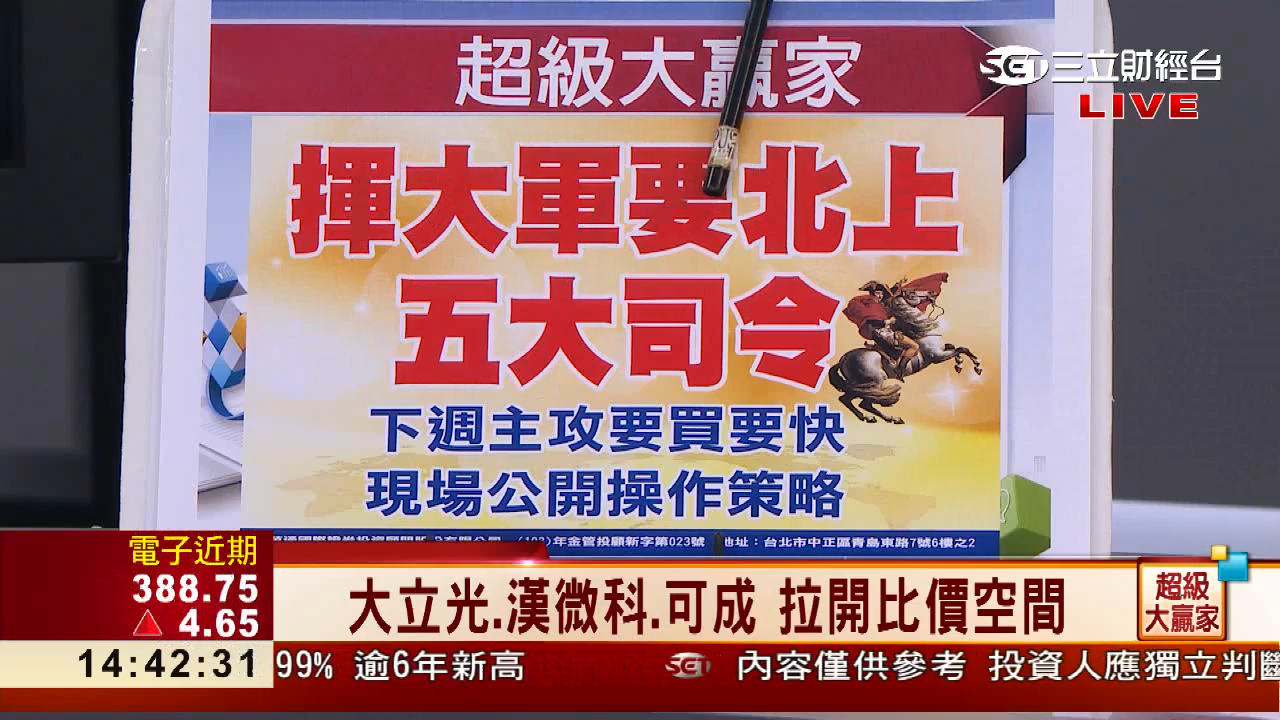 超級大贏家
SET三立財經台
LIVE
揮大軍要北上
五大司令
下週主攻要買要快
現場公開操作策略
年金管投顧新字第023號 地址：台北市中正區青島東路7號6樓之2
電子近期
388.75
▲ 4.65
大立光.漢微科.可成 拉開比價空間
超級
大贏家
14:42:31
99% 逾6年新高 SET 內容僅供參考 投資人應獨立判斷